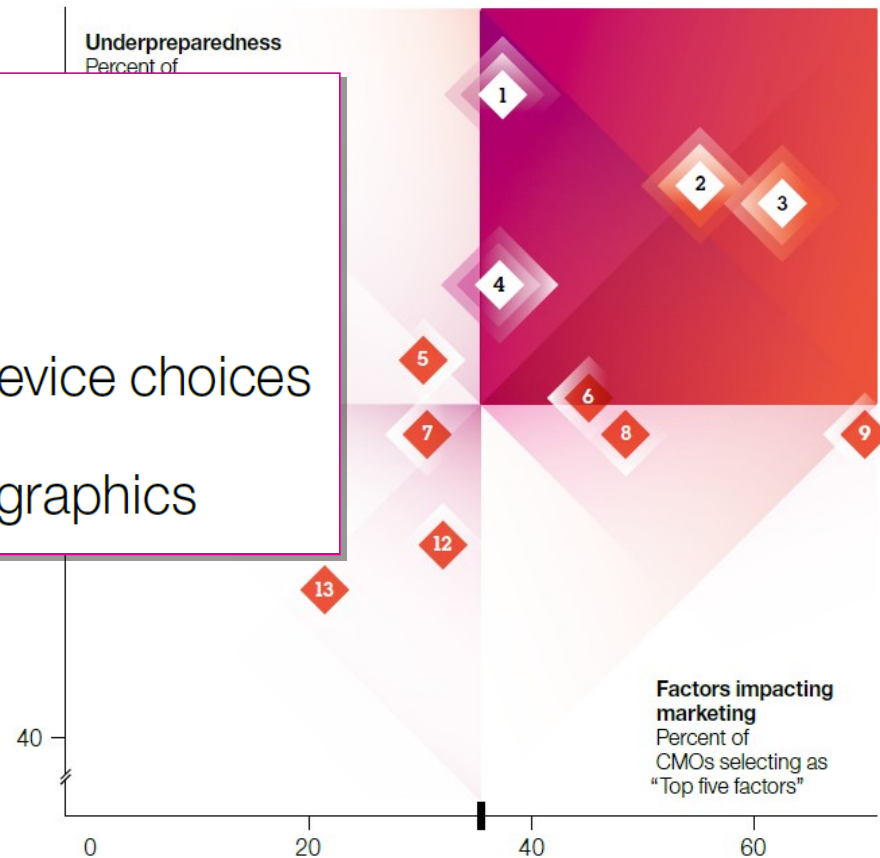 Underpreparedness
Percent of
1
2
3
4
evice choices
5
6
7
8
9
graphics
12
13
Factors impacting
marketing
Percent of
CMOs selecting as
“Top five factors”
40
0
20
40
60